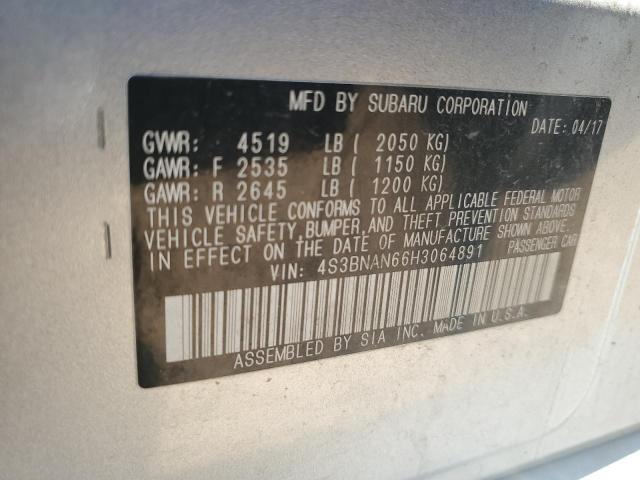 MFD BY SUBARU CORPORATION
DATE: 04/17
GVWR: 4519 LB ( 2050 KG)
GAWR: F 2535 LB ( 1150 KG)
GAWR: R 2645 LB ( 1200 KG)
THIS VEHICLE CONFORMS TO ALL APPLICABLE FEDERAL MOTOR
VEHICLE SAFETY, BUMPER, AND THEFT PREVENTION STANDARDS
IN EFFECT ON THE DATE OF MANUFACTURE SHOWN ABOVE.
VIN: 4S3BNAN66H3064891 PASSENGER CAR
ASSEMBLED BY SIA INC. MADE IN U.S.A.